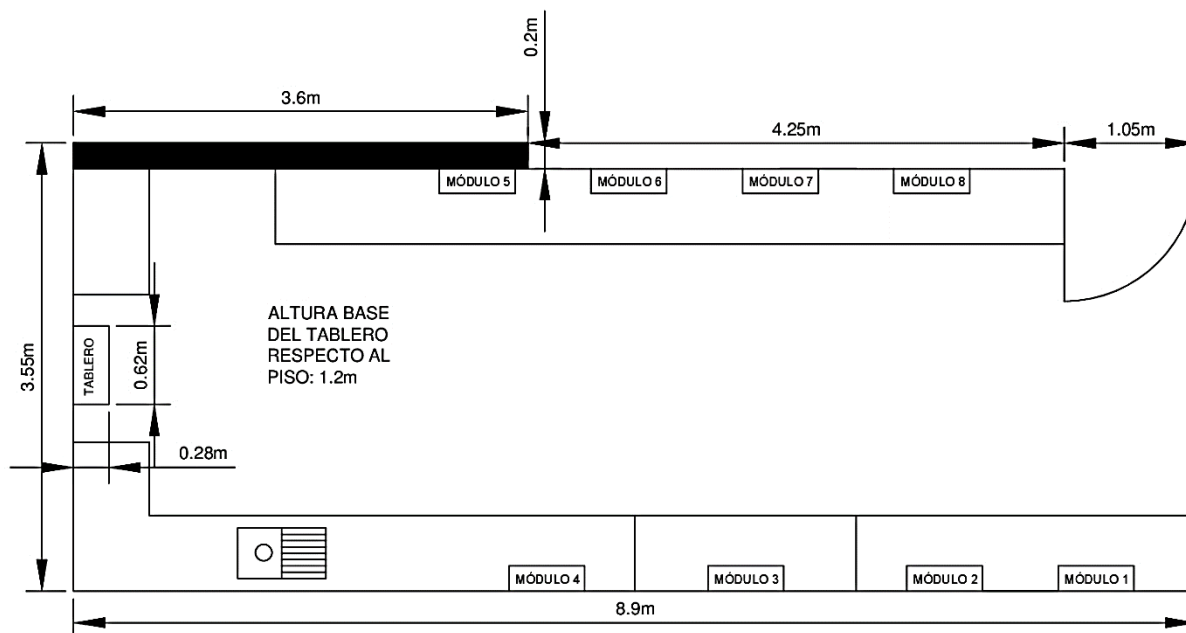 0.2m
3.6m
4.25m
1.05m
MÓDULO 5
MÓDULO 6
MÓDULO 7
MÓDULO 8
ALTURA BASE
DEL TABLERO
RESPECTO AL
PISO: 1.2m
3.55m
TABLERO
0.62m
0.28m
MÓDULO 4
MÓDULO 3
MÓDULO 2
MÓDULO 1
8.9m